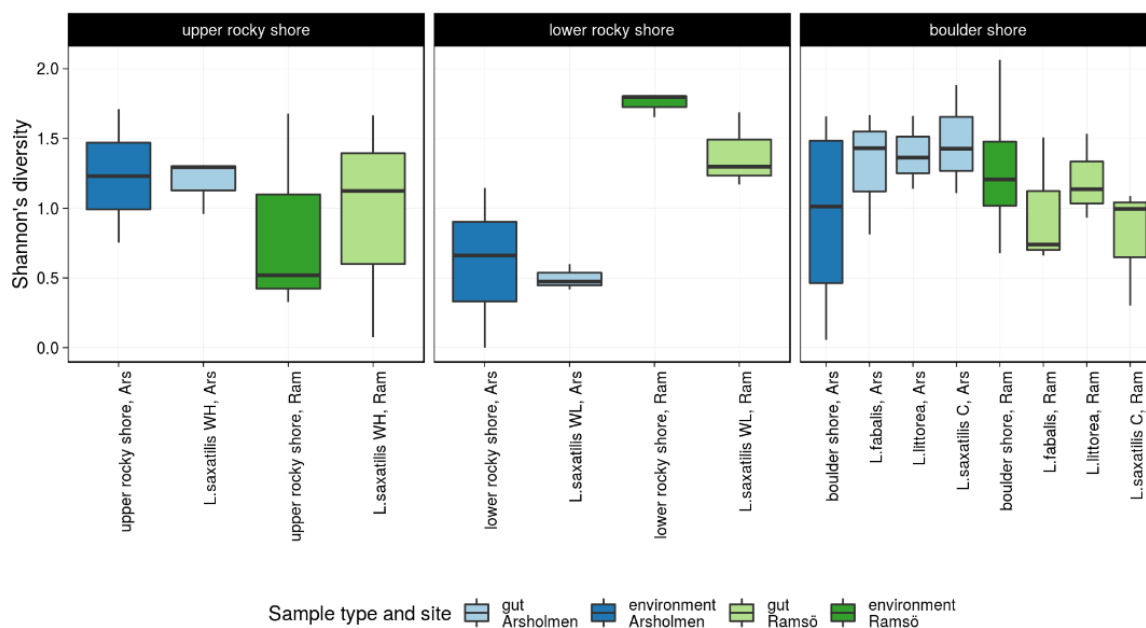 upper rocky shore
lower rocky shore
boulder shore
Shannon's diversity
2.0
1.5
1.0
0.5
0.0
upper rocky shore, Ars
L.saxatilis WH, Ars
upper rocky shore, Ram
L.saxatilis WH, Ram
lower rocky shore, Ars
L.saxatilis WL, Ars
lower rocky shore, Ram
L.saxatilis WL, Ram
boulder shore, Ars
L.fabalis, Ars
L.littorea, Ars
L.saxatilis C, Ars
boulder shore, Ram
L.fabalis, Ram
L.littorea, Ram
L.saxatilis C, Ram
Sample type and site
gut
Arsholmen
environment
Arsholmen
gut
Ramsö
environment
Ramsö